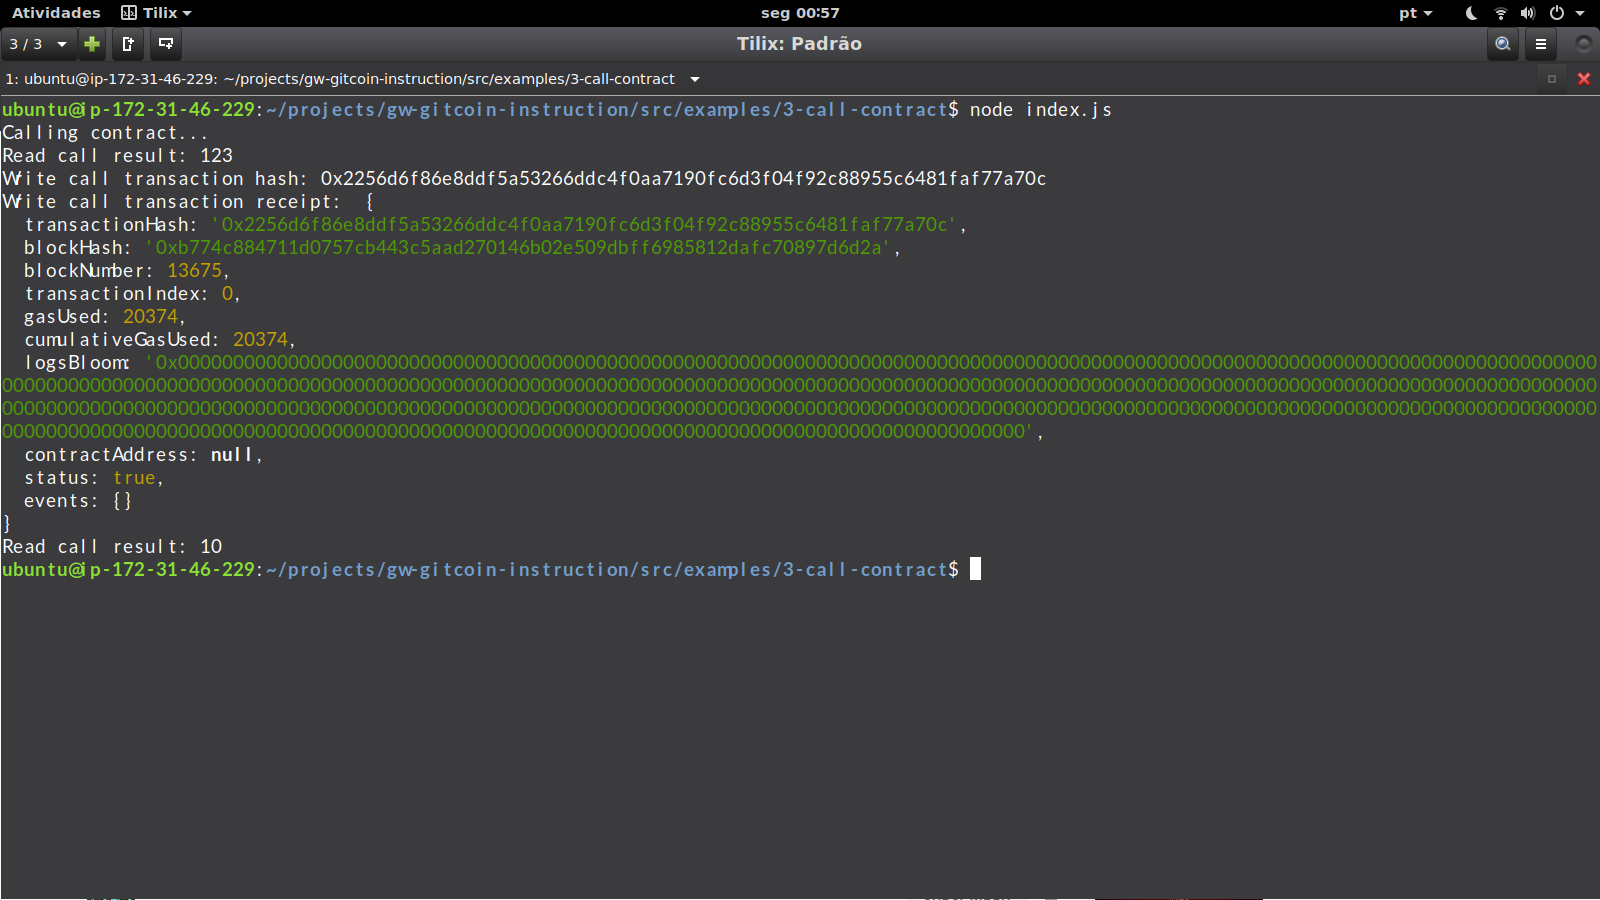 Atividades Tilix seg 00:57 pt
3 / 3 Tilix: Padrão
1: ubuntu@ip-172-31-46-229: ~/projects/gw-gitcoin-instruction/src/examples/3-call-contract
ubuntu@ip-172-31-46-229:~/projects/gw-gitcoin-instruction/src/examples/3-call-contract$ node index.js
Calling contract...
Read call result: 123
Write call transaction hash: 0x2256d6f86e8ddf5a53266ddc4f0aa7190fc6d3f04f92c88955c6481faf77a70c
Write call transaction receipt:  {
  transactionHash: '0x2256d6f86e8ddf5a53266ddc4f0aa7190fc6d3f04f92c88955c6481faf77a70c',
  blockHash: '0xb774c884711d0757cb443c5aad270146b02e509dbff6985812dafc70897d6d2a',
  blockNumber: 13675,
  transactionIndex: 0,
  gasUsed: 20374,
  cumulativeGasUsed: 20374,
  logsBloom: '0x000000000000000000000000000000000000000000000000000000000000000000000000000000000000000000000000000000000000000000000000000000000
0000000000000000000000000000000000000000000000000000000000000000000000000000000000000000000000000000000000000000000000000000000000000000000000000
0000000000000000000000000000000000000000000000000000000000000000000000000000000000000000000000000000000000000000000000000000000000000000000000000
000000000000000000000000000000000000000000000000000000000000000000000000000000000000000000000',
  contractAddress: null,
  status: true,
  events: {}
}
Read call result: 10
ubuntu@ip-172-31-46-229:~/projects/gw-gitcoin-instruction/src/examples/3-call-contract$